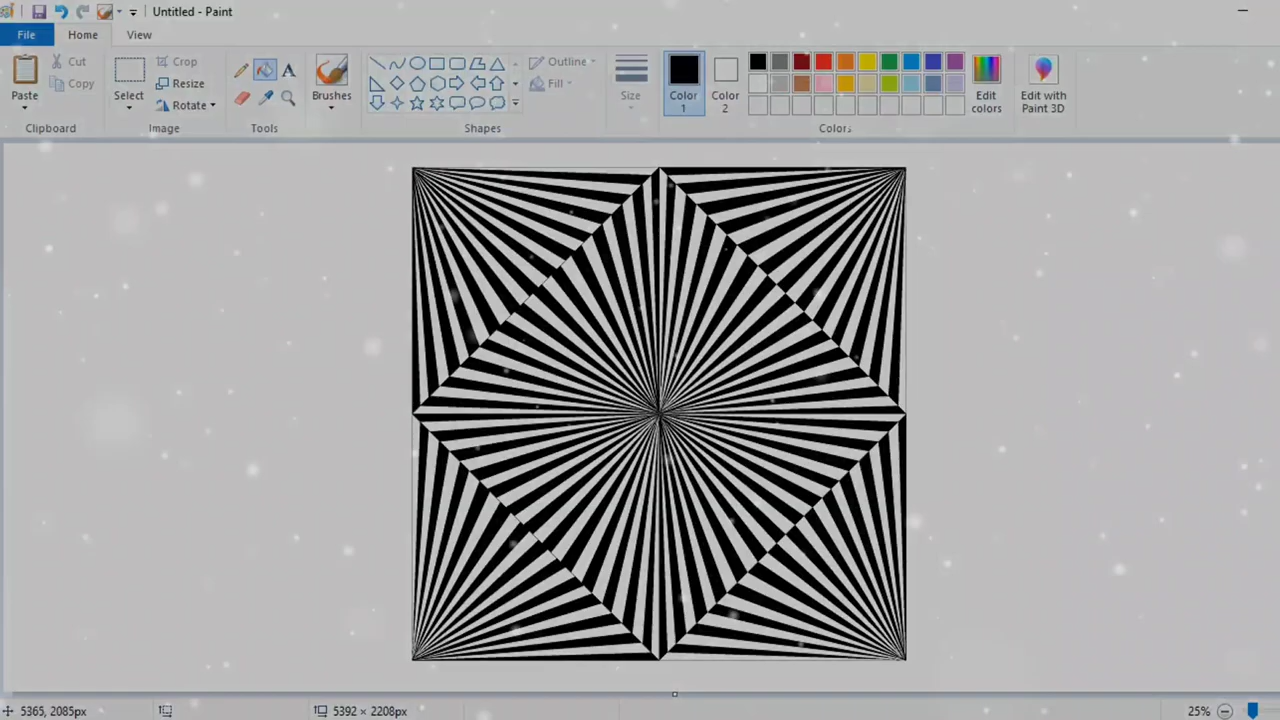 Untitled - Paint
File Home View
Paste
Cut
Copy
Select
Crop
Resize
Rotate
A
Brushes
Outline
Fill
Size
Color 1
Color 2
Edit colors
Edit with Paint 3D
Clipboard Image Tools Shapes Colors
5365, 2085px 5392 × 2208px 25%